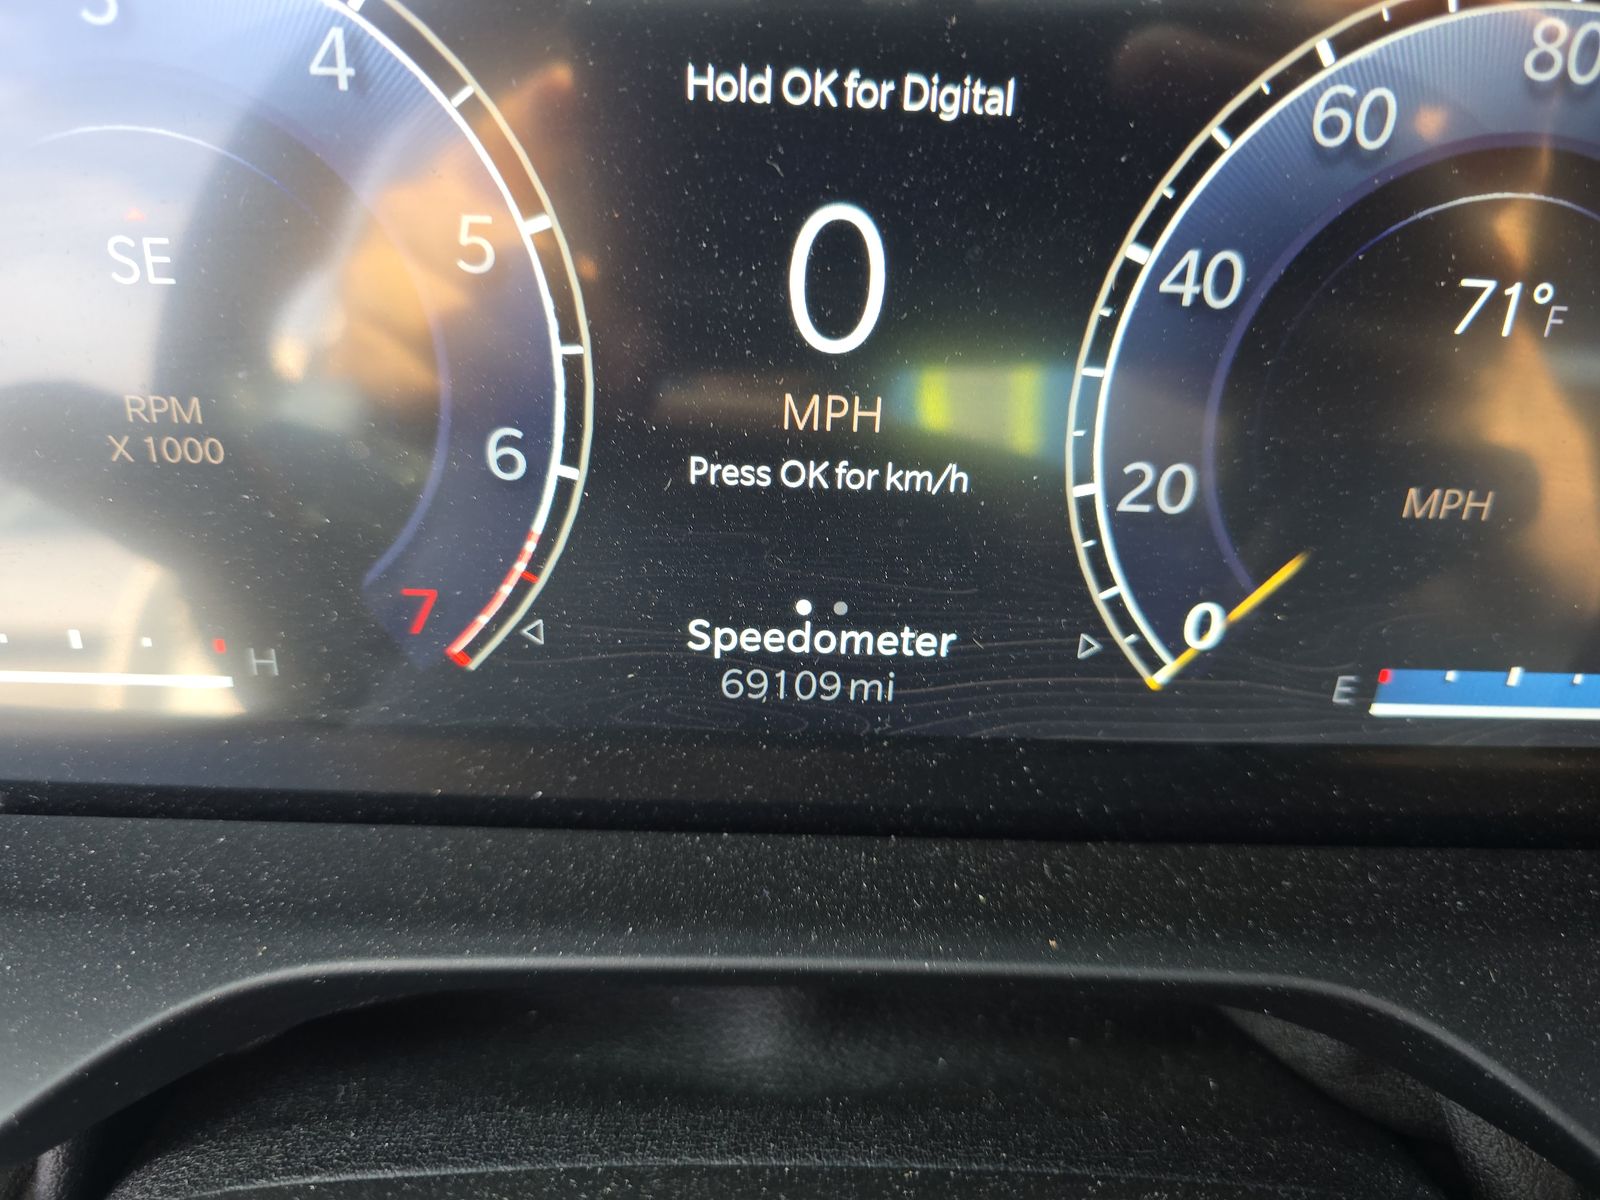 Hold OK for Digital
0
MPH
Press OK for km/h
Speedometer
69109 mi
4
5
6
7
SE
RPM
X 1000
H
80
60
40
20
0
71°F
MPH
E